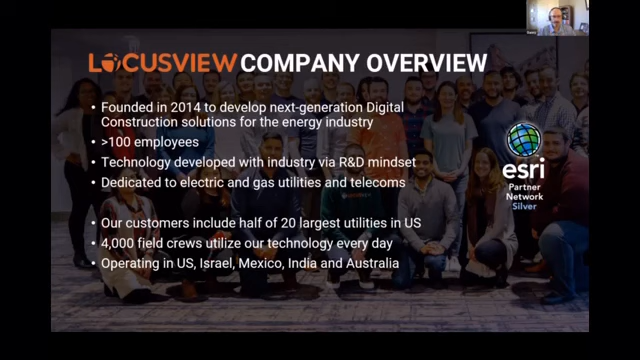 LOCUSVIEW COMPANY OVERVIEW
• Founded in 2014 to develop next-generation Digital
Construction solutions for the energy industry
• >100 employees
• Technology developed with industry via R&D mindset
• Dedicated to electric and gas utilities and telecoms
• Our customers include half of 20 largest utilities in US
• 4,000 field crews utilize our technology every day
• Operating in US, Israel, Mexico, India and Australia
esri
Partner
Network
Silver